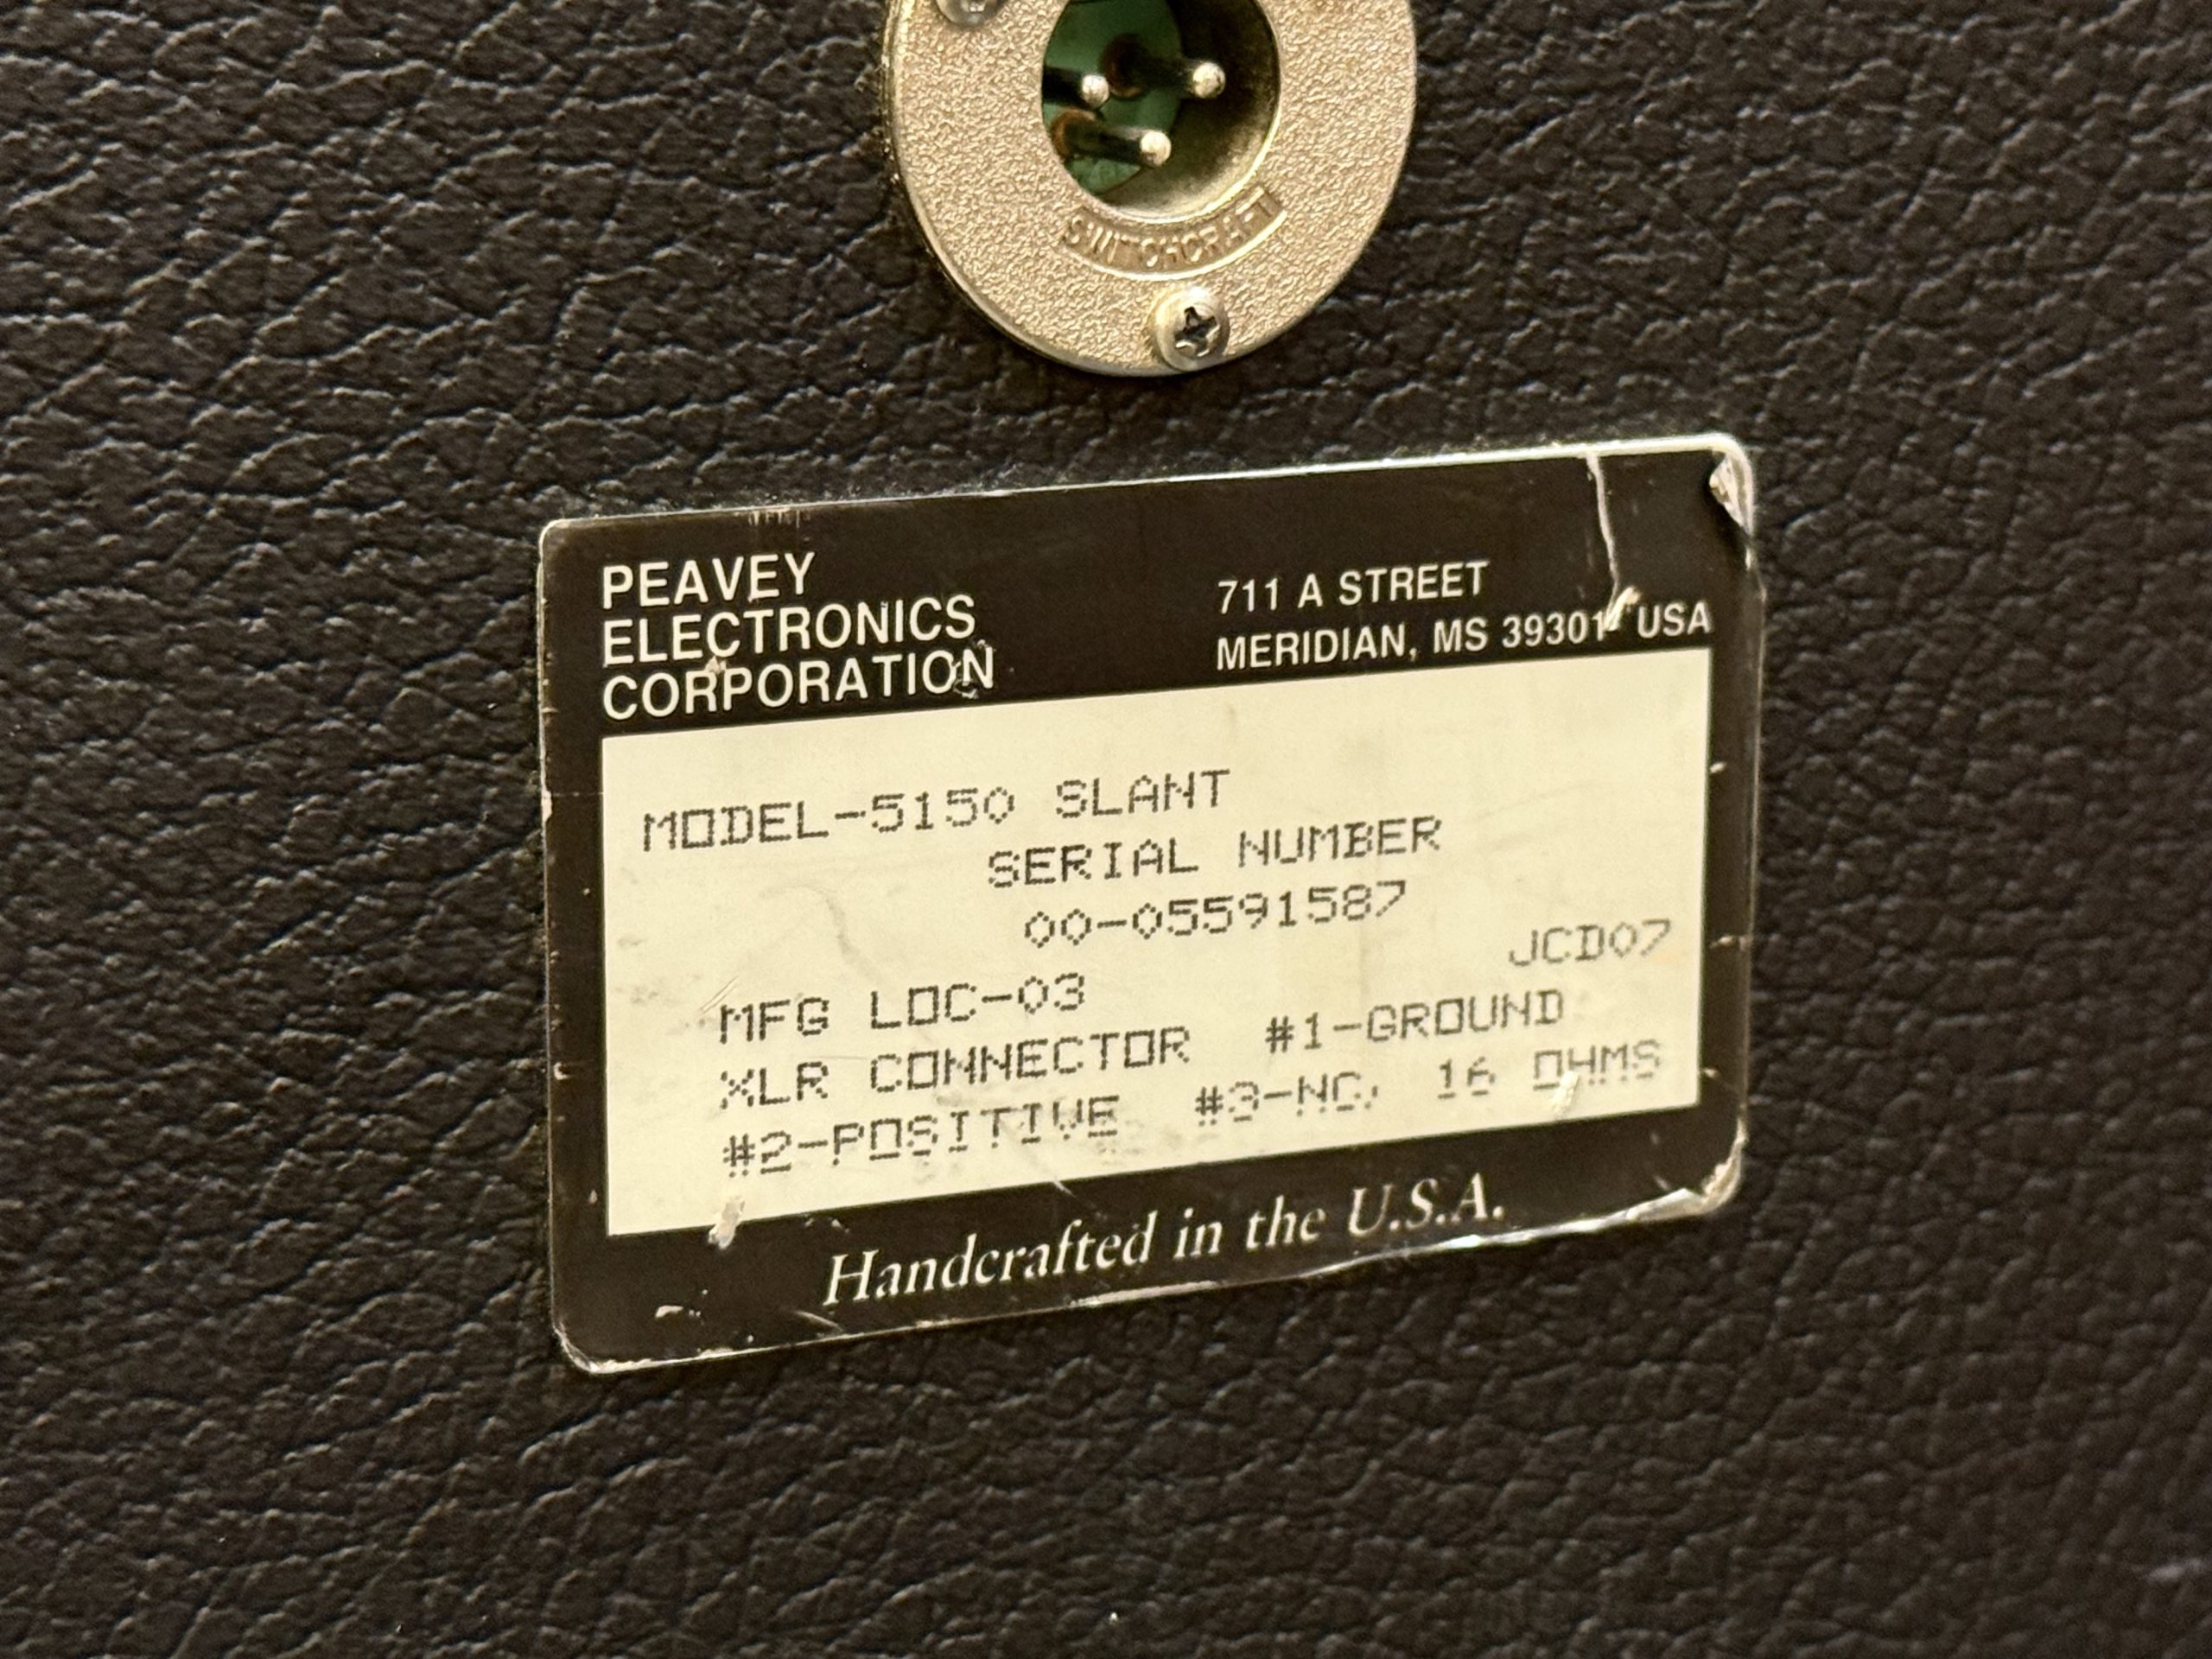 SWITCHCRAFT
PEAVEY
ELECTRONICS
CORPORATION
711 A STREET
MERIDIAN, MS 39301 USA
MODEL-5150 SLANT
SERIAL NUMBER
00-05591587
JCD07
MFG LOC-03
XLR CONNECTOR #1-GROUND
#2-POSITIVE #3-NC, 16 OHMS
Handcrafted in the U.S.A.